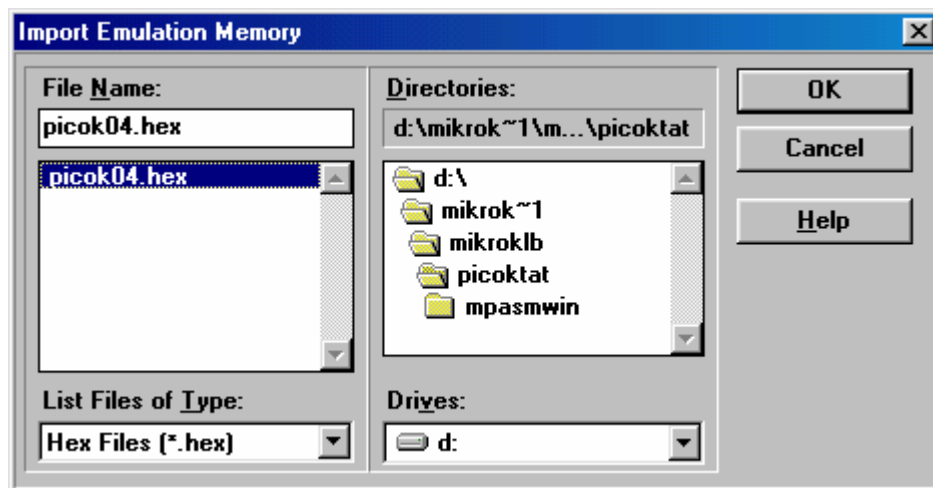 Import Emulation Memory
File Name:
picok04.hex
picok04.hex
List Files of Type:
Hex Files (*.hex)
Directories:
d:\mikrok~1\m...\picoktat
d:\
mikrok~1
mikroklb
picoktat
mpasmwin
Drives:
d:
OK
Cancel
Help